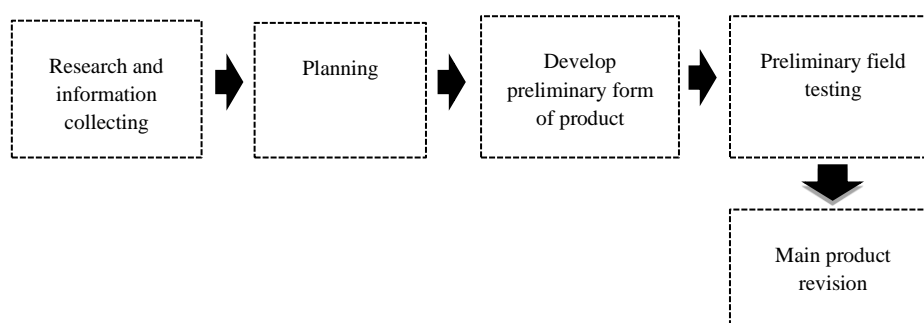 Research and
information
collecting
Planning
Develop
preliminary form
of product
Preliminary field
testing
Main product
revision